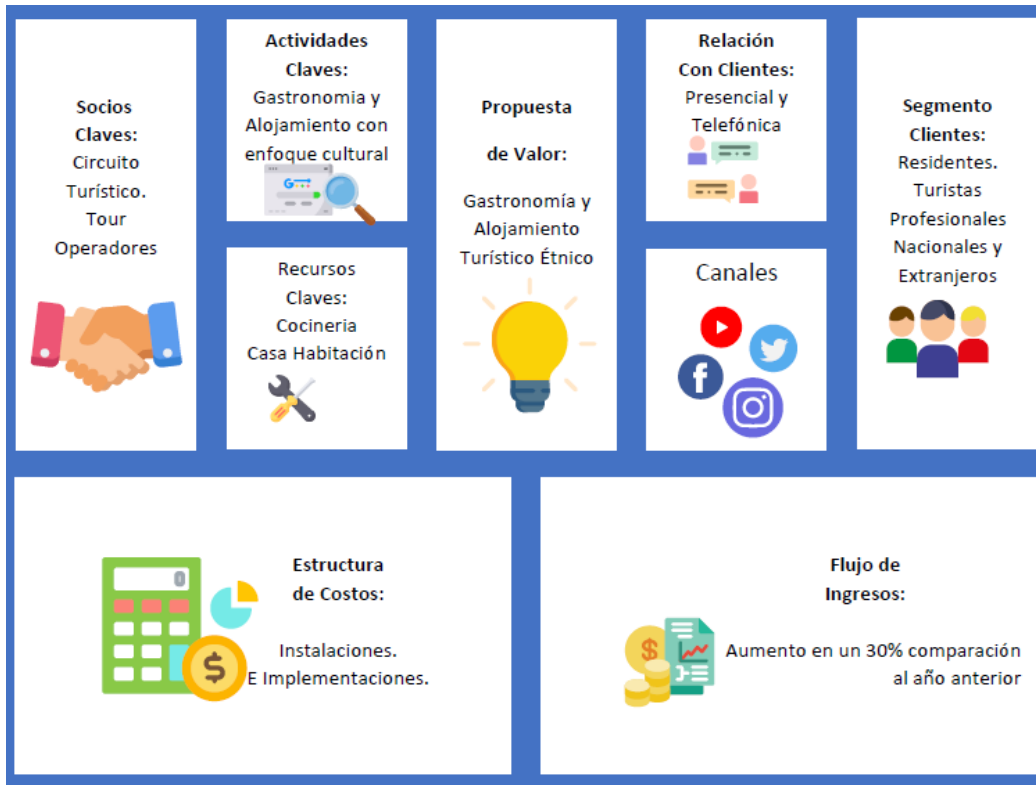 Socios
Claves:
Circuito
Turístico.
Tour
Operadores
Actividades
Claves:
Gastronomia y
Alojamiento con
enfoque cultural
G
Recursos
Claves:
Cocineria
Casa Habitación
Propuesta
de Valor:
Gastronomía y
Alojamiento
Turístico Étnico
Relación
Con Clientes:
Presencial y
Telefónica
Canales
f
Segmento
Clientes:
Residentes.
Turistas
Profesionales
Nacionales y
Extranjeros
0
$
Estructura
de Costos:
Instalaciones.
E Implementaciones.
$
Flujo de
Ingresos:
Aumento en un 30% comparación
al año anterior